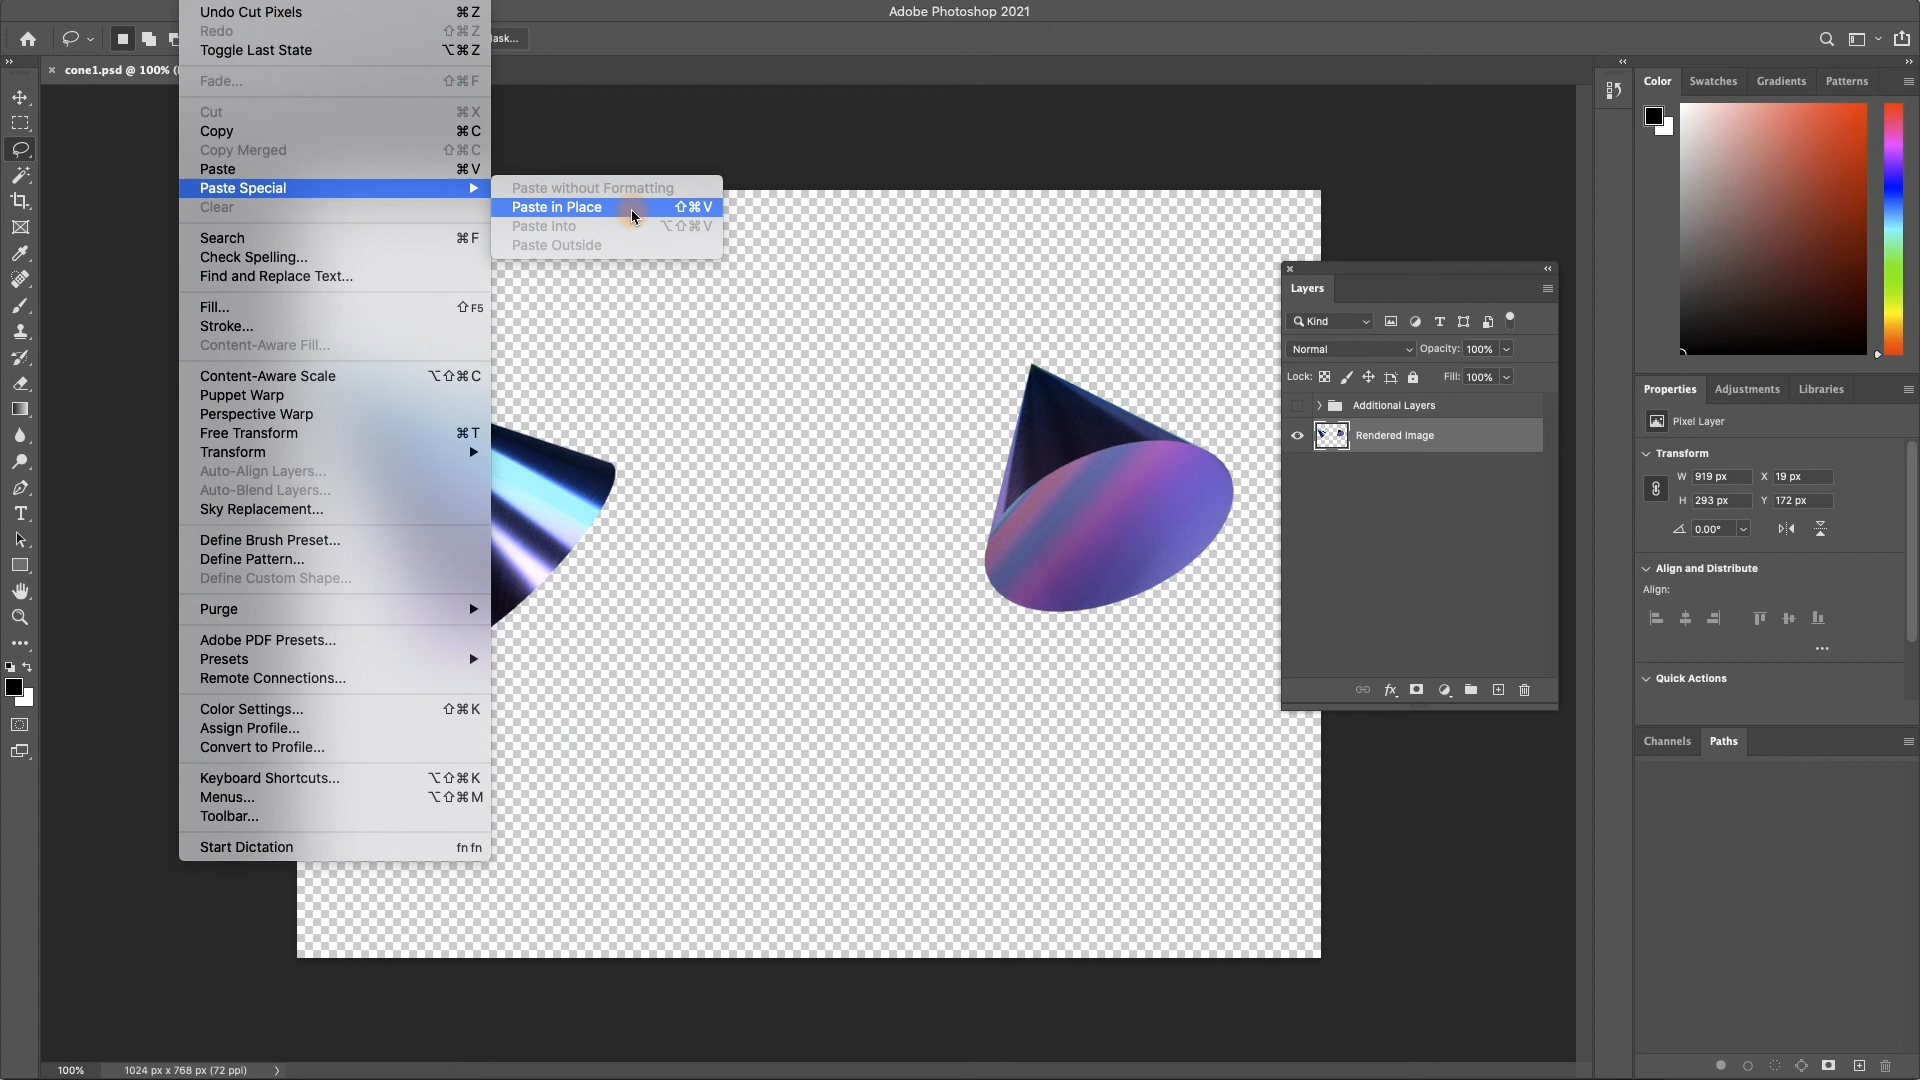 Adobe Photoshop 2021
ask...
cone1.psd @ 100% (
Undo Cut Pixels ⌘Z
Redo ⇧⌘Z
Toggle Last State ⌥⌘Z
Fade... ⇧⌘F
Cut ⌘X
Copy ⌘C
Copy Merged ⇧⌘C
Paste ⌘V
Paste Special
Clear
Search ⌘F
Check Spelling...
Find and Replace Text...
Fill... ⇧F5
Stroke...
Content-Aware Fill...
Content-Aware Scale ⌥⇧⌘C
Puppet Warp
Perspective Warp
Free Transform ⌘T
Transform
Auto-Align Layers...
Auto-Blend Layers...
Sky Replacement...
Define Brush Preset...
Define Pattern...
Define Custom Shape...
Purge
Adobe PDF Presets...
Presets
Remote Connections...
Color Settings... ⇧⌘K
Assign Profile...
Convert to Profile...
Keyboard Shortcuts... ⌥⇧⌘K
Menus... ⌥⇧⌘M
Toolbar...
Start Dictation fn fn
Paste without Formatting
Paste in Place ⇧⌘V
Paste Into ⌥⇧⌘V
Paste Outside
Layers
Kind
Normal Opacity: 100%
Lock: Fill: 100%
Additional Layers
Rendered Image
Color Swatches Gradients Patterns
Properties Adjustments Libraries
Pixel Layer
Transform
W 919 px X 19 px
H 293 px Y 172 px
0.00°
Align and Distribute
Align:
Quick Actions
Channels Paths
100% 1024 px x 768 px (72 ppi)